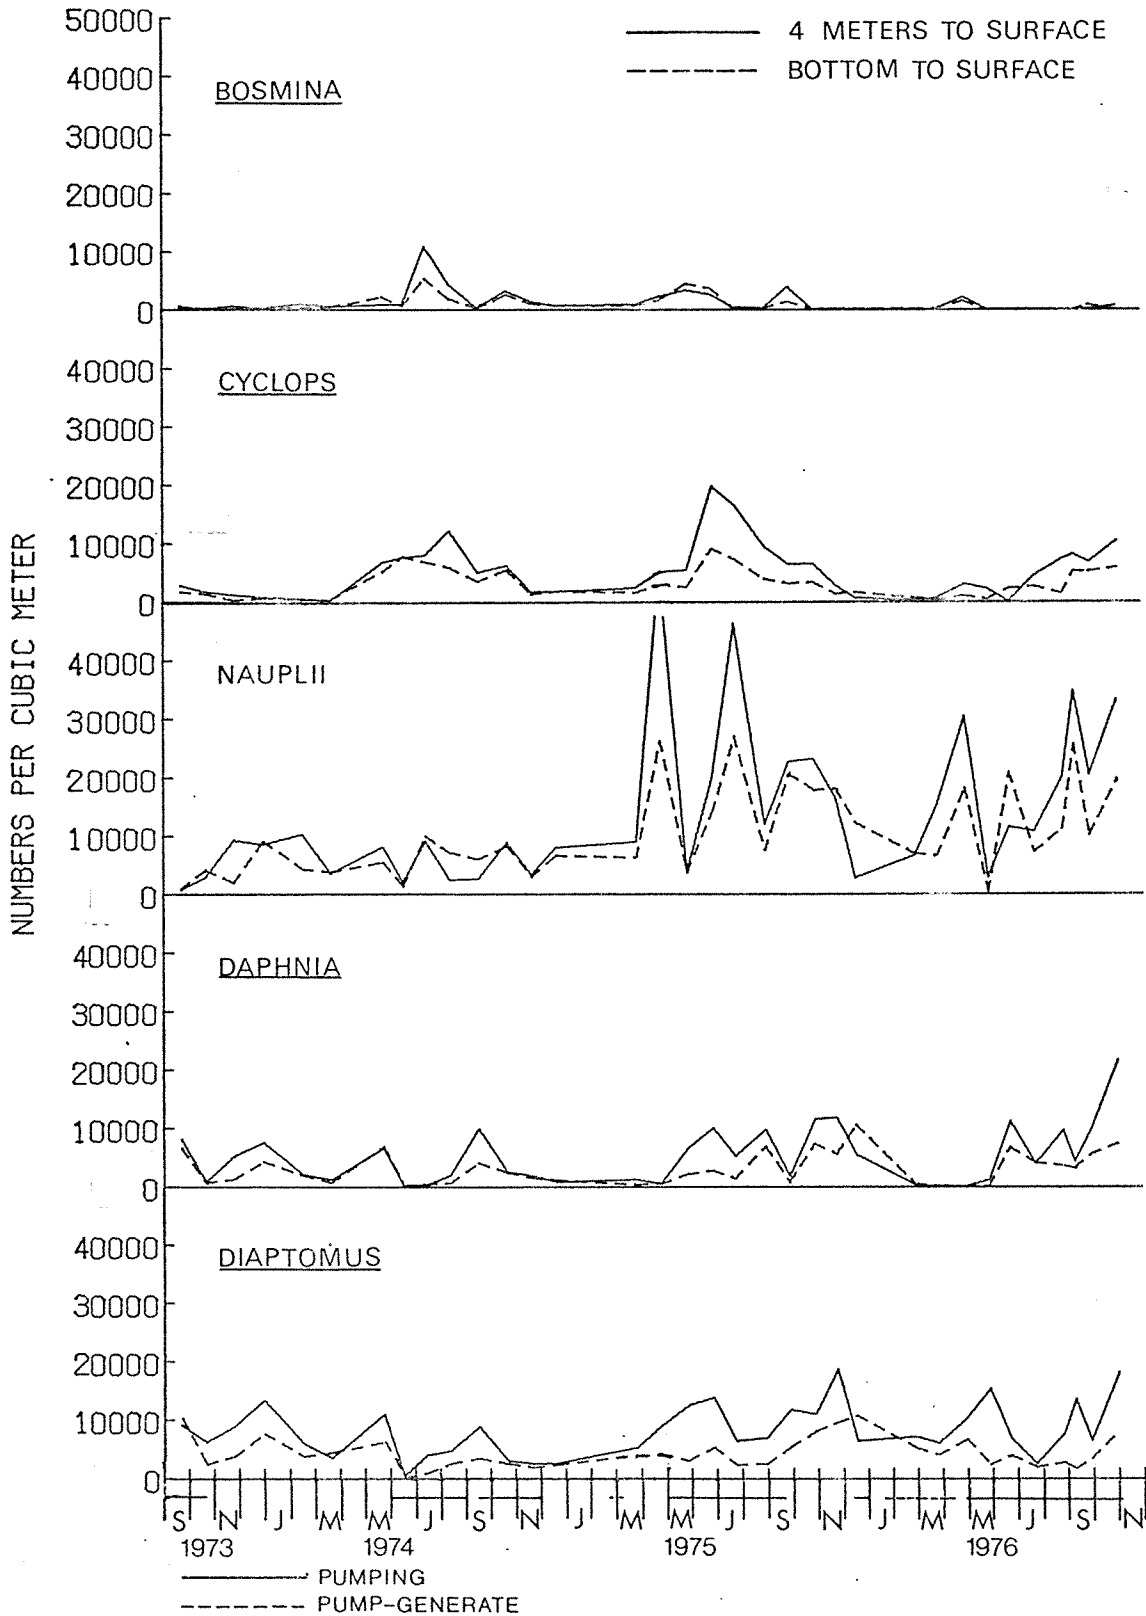 50000
4 METERS TO SURFACE
BOTTOM TO SURFACE
40000
BOSMINA
30000
20000
10000
0
40000
CYCLOPS
30000
20000
10000
0
NUMBERS PER CUBIC METER
40000
NAUPLII
30000
20000
10000
0
40000
DAPHNIA
30000
20000
10000
0
40000
DIAPTOMUS
30000
20000
10000
0
S N J M M J S N J M M J S N J M M J S N
1973 1974 1975 1976
PUMPING
PUMP-GENERATE